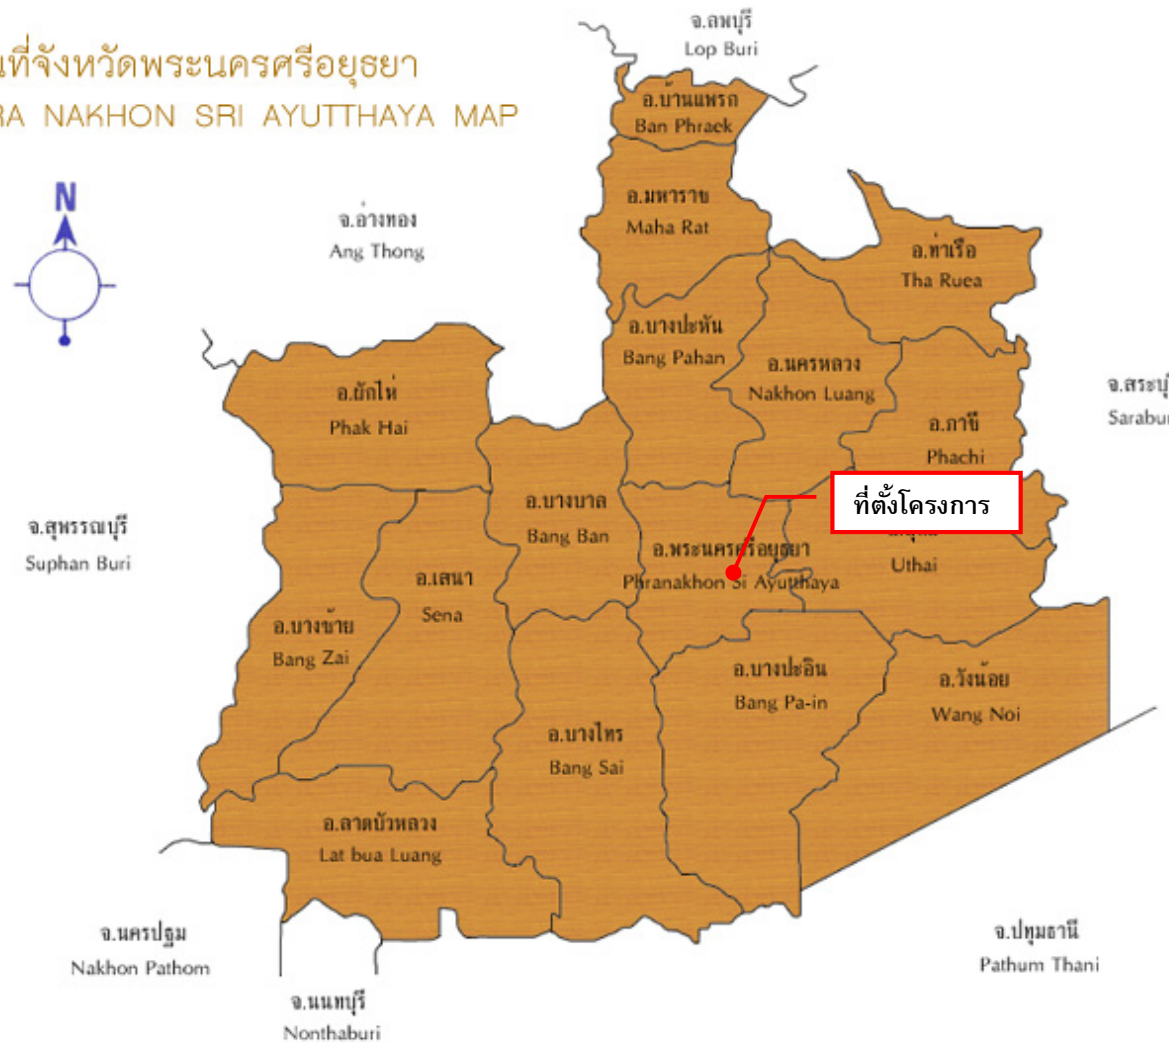 จ.ลพบุรี
Lop Buri
นที่จังหวัดพระนครศรีอยุธยา
RA NAKHON SRI AYUTTHAYA MAP
อ.บ้านแพรก
Ban Phraek
N
อ.มหาราช
Maha Rat
จ.อ่างทอง
Ang Thong
อ.ท่าเรือ
Tha Ruea
อ.บางปะหัน
Bang Pahan
อ.นครหลวง
Nakhon Luang
อ.ผักไห่
Phak Hai
จ.สระบุ
Sarabur
อ.ภาชี
Phachi
ที่ตั้งโครงการ
อ.บางบาล
Bang Ban
จ.สุพรรณบุรี
Suphan Buri
อ.พระนครศรีอยุธยา
Phranakhon Si Ayutthaya
Uthai
อ.เสนา
Sena
อ.บางซ้าย
Bang Zai
อ.บางปะอิน
Bang Pa-in
อ.วังน้อย
Wang Noi
อ.บางไทร
Bang Sai
อ.ลาดบัวหลวง
Lat bua Luang
จ.นครปฐม
Nakhon Pathom
จ.ปทุมธานี
Pathum Thani
จ.นนทบุรี
Nonthaburi